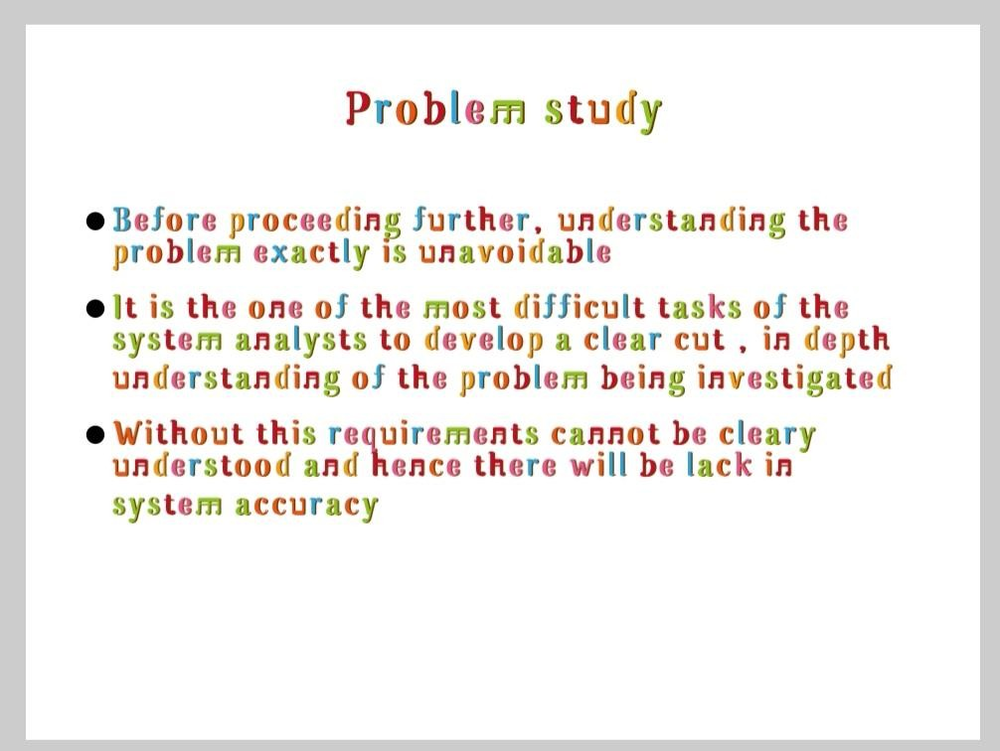 Problem study
● Before proceeding further, understanding the
problem exactly is unavoidable
● It is the one of the most difficult tasks of the
system analysts to develop a clear cut , in depth
understanding of the problem being investigated
● Without this requirements cannot be cleary
understood and hence there will be lack in
system accuracy